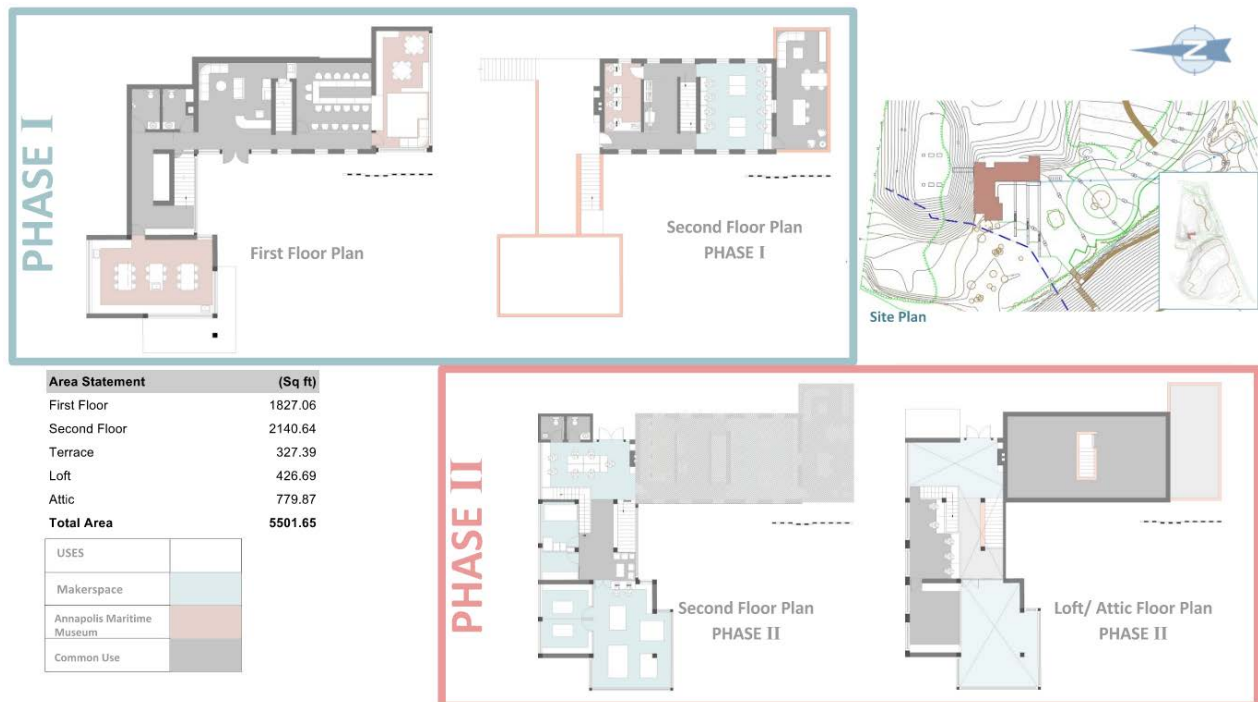 PHASE I
First Floor Plan
Second Floor Plan
PHASE I
Z
Site Plan
Area Statement (Sq ft)
First Floor 1827.06
Second Floor 2140.64
Terrace 327.39
Loft 426.69
Attic 779.87
Total Area 5501.65
USES
Makerspace
Annapolis Maritime
Museum
Common Use
PHASE II
Second Floor Plan
PHASE II
Loft/ Attic Floor Plan
PHASE II